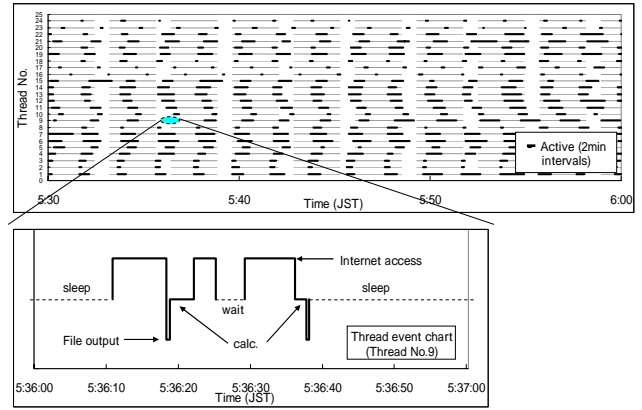 25
24
23
22
21
20
19
18
17
16
15
14
13
12
11
10
9
8
7
6
5
4
3
2
1
0
Thread No.
Active (2min
intervals)
5:30 5:40 5:50 6:00
Time (JST)
Internet access
sleep
sleep
wait
File output
calc.
Thread event chart
(Thread No.9)
5:36:00 5:36:10 5:36:20 5:36:30 5:36:40 5:36:50 5:37:00
Time (JST)